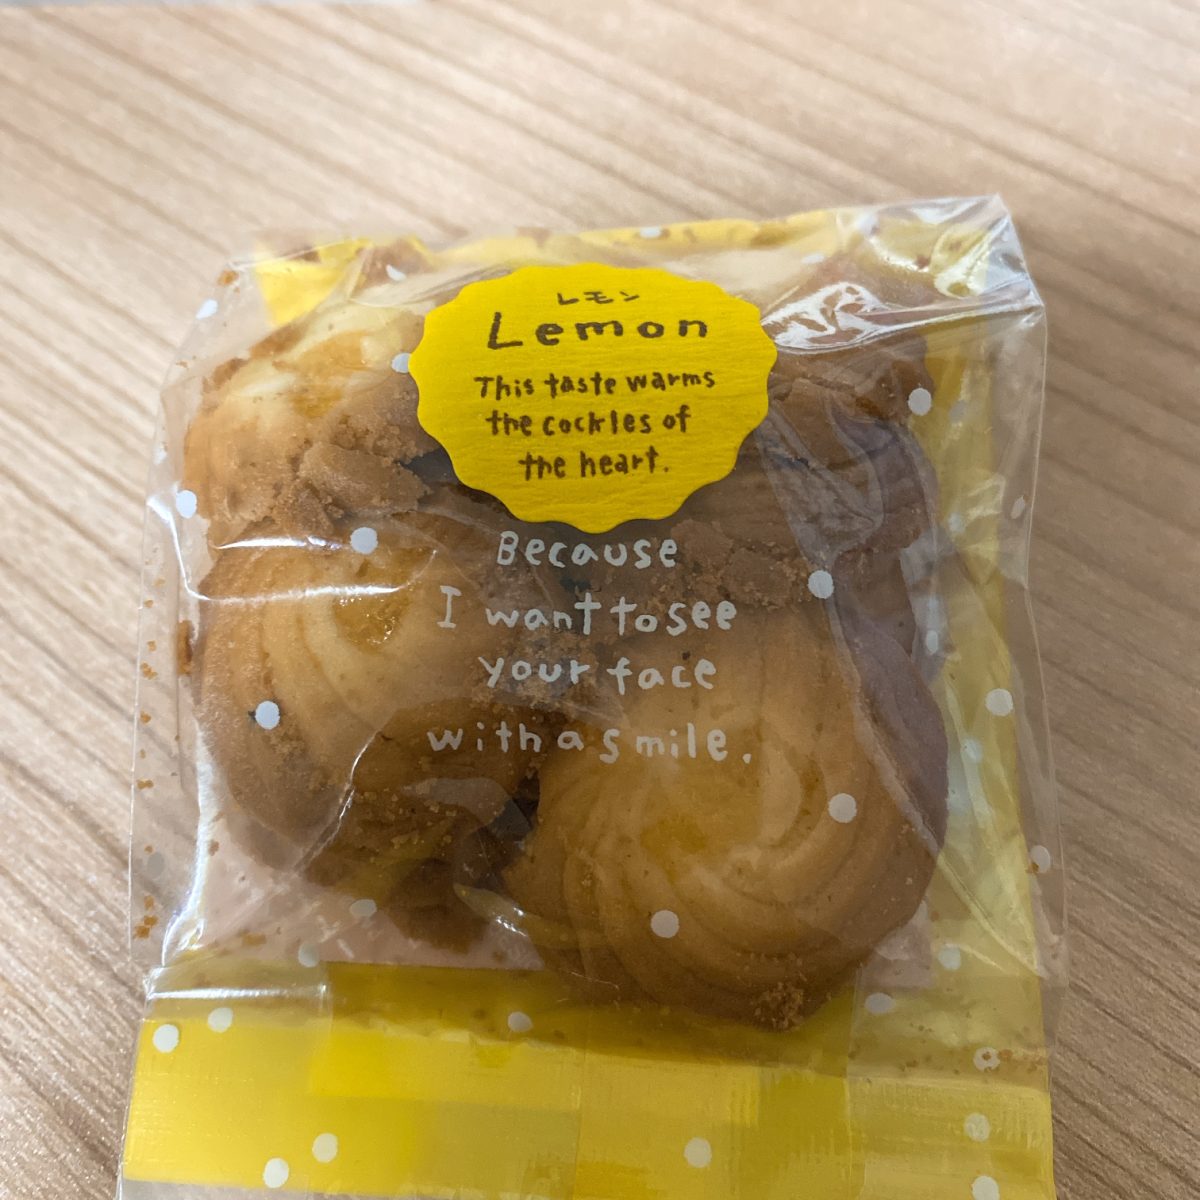 レモン
Lemon
This taste warms
the cockles of
the heart.
Because
I want to see
your face
with a smile.